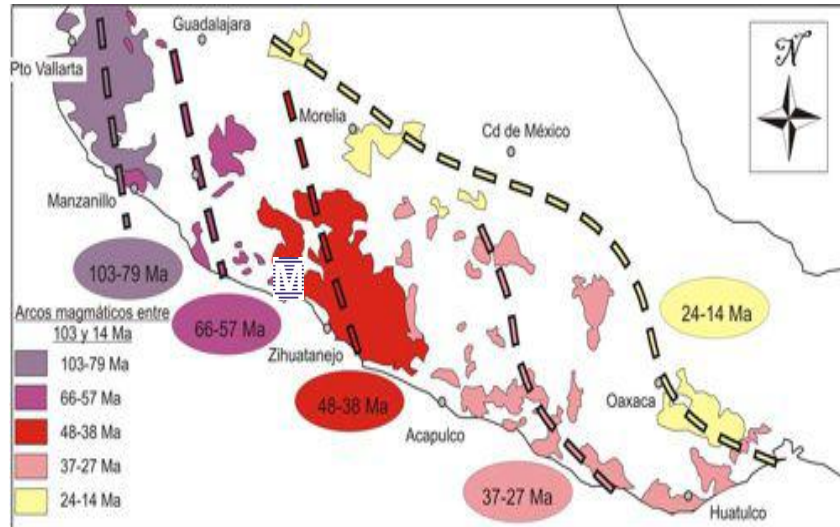 Guadalajara
N
Pto Vallarta
Morelia
Cd de México
Manzanillo
103-79 Ma
M
24-14 Ma
Arcos magmáticos entre
103 y 14 Ma
66-57 Ma
Zihuatanejo
103-79 Ma
66-57 Ma
48-38 Ma
37-27 Ma
24-14 Ma
48-38 Ma
Acapulco
Oaxaca
37-27 Ma
Huatulco